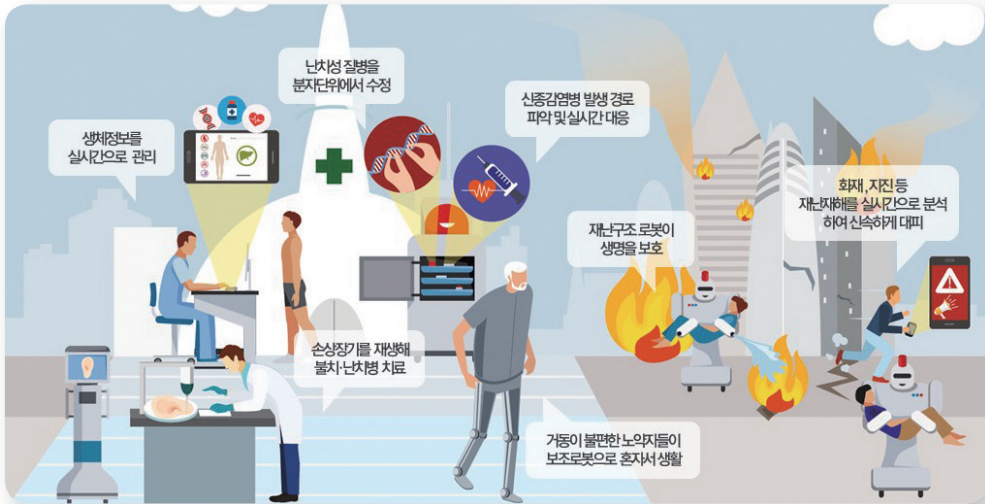 난치성 질병을
분자단위에서 수정
신종감염병 발생 경로
파악 및 실시간 대응
생체정보를
실시간으로 관리
화재, 지진 등
재난재해를 실시간으로 분석
하여 신속하게 대피
재난구조 로봇이
생명을 보호
손상장기를 재생해
불치·난치병 치료
거동이 불편한 노약자들이
보조로봇으로 혼자서 생활